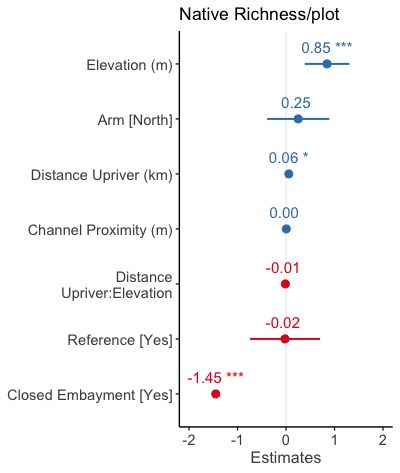 Native Richness/plot
Elevation (m)
0.85 ***
Arm [North]
0.25
Distance Upriver (km)
0.06 *
Channel Proximity (m)
0.00
Distance
Upriver:Elevation
-0.01
Reference [Yes]
-0.02
Closed Embayment [Yes]
-1.45 ***
-2 -1 0 1 2
Estimates